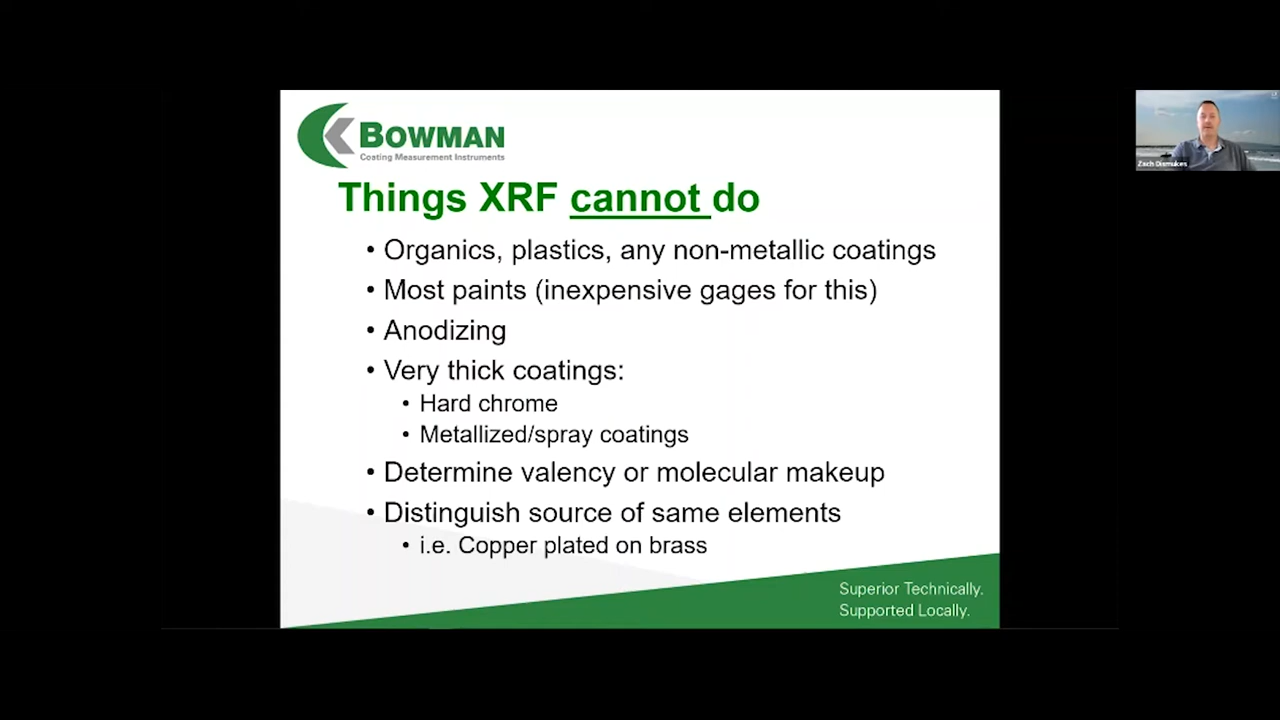 BOWMAN
Coating Measurement Instruments
Things XRF cannot do
• Organics, plastics, any non-metallic coatings
• Most paints (inexpensive gages for this)
• Anodizing
• Very thick coatings:
• Hard chrome
• Metallized/spray coatings
• Determine valency or molecular makeup
• Distinguish source of same elements
• i.e. Copper plated on brass
Superior Technically.
Supported Locally.
Zach Dismukes